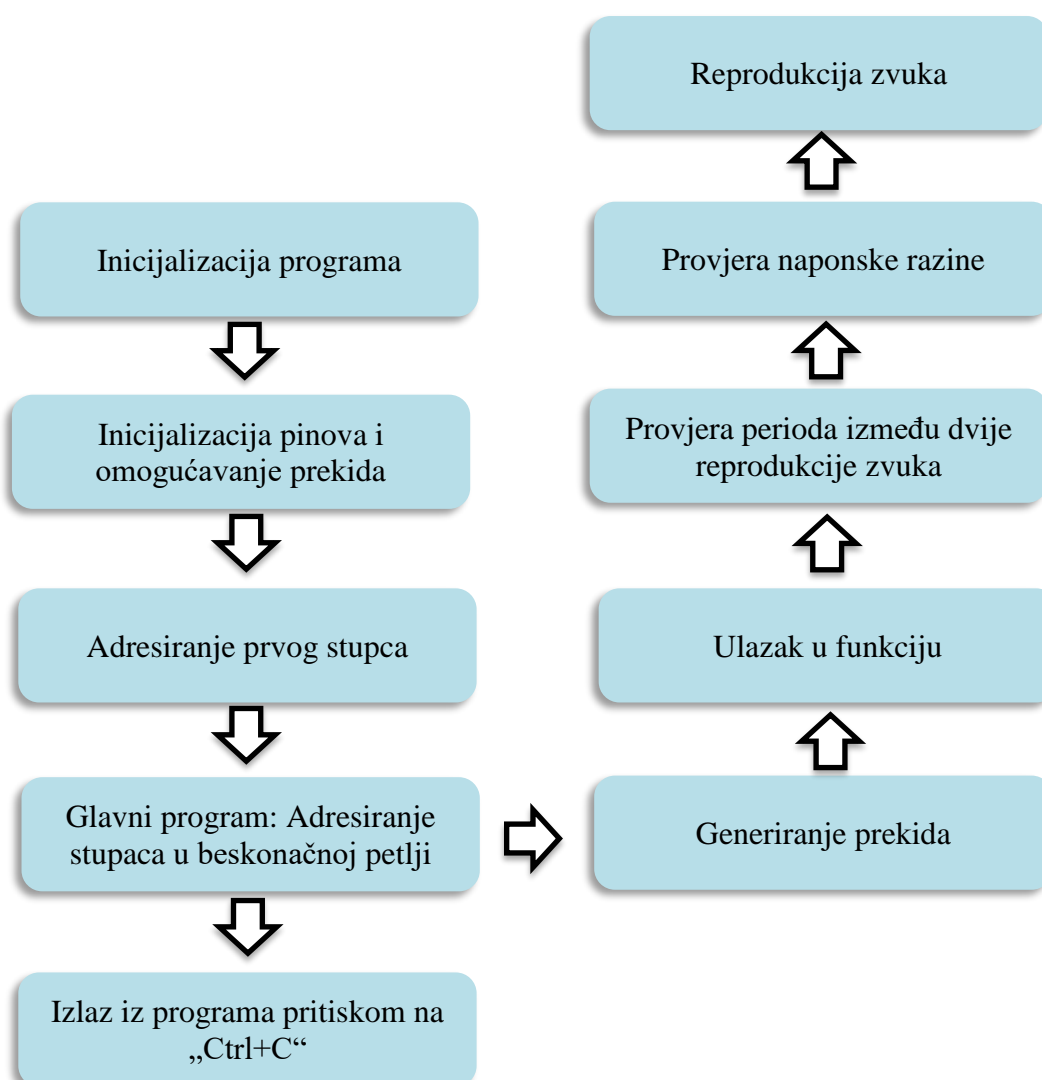 Inicijalizacija programa
Inicijalizacija pinova i
omogućavanje prekida
Adresiranje prvog stupca
Glavni program: Adresiranje
stupaca u beskonačnoj petlji
Izlaz iz programa pritiskom na
„Ctrl+C“
Generiranje prekida
Ulazak u funkciju
Provjera perioda između dvije
reprodukcije zvuka
Provjera naponske razine
Reprodukcija zvuka